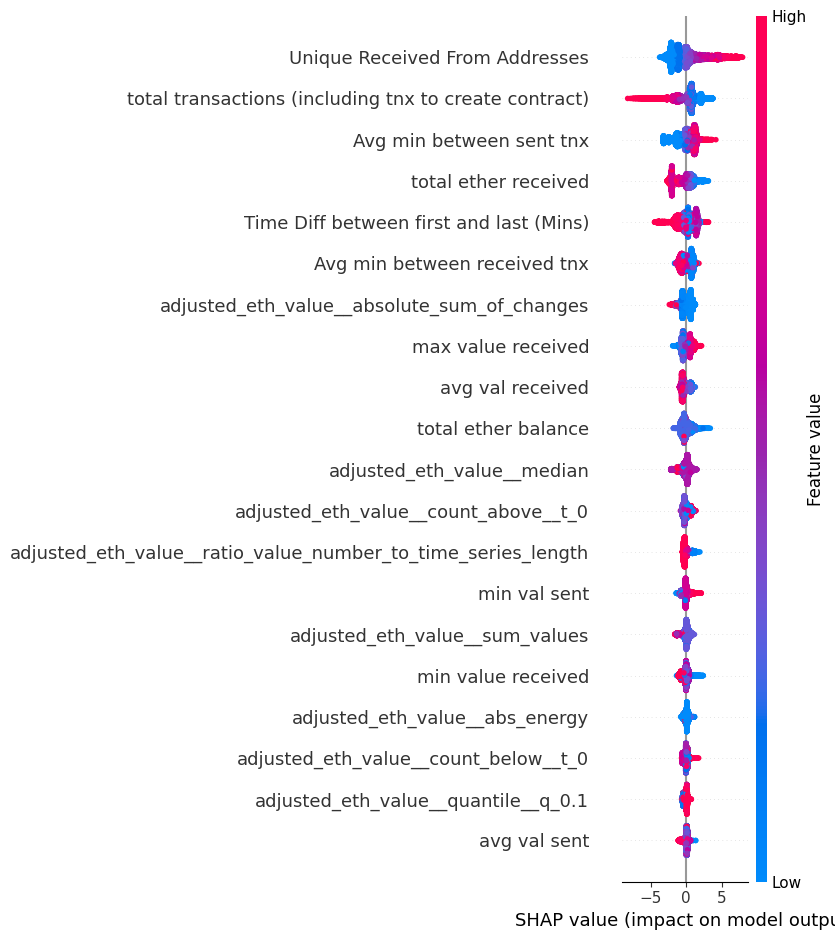 High
Unique Received From Addresses
total transactions (including tnx to create contract)
Avg min between sent tnx
total ether received
Time Diff between first and last (Mins)
Avg min between received tnx
adjusted_eth_value__absolute_sum_of_changes
max value received
avg val received
total ether balance
adjusted_eth_value__median
adjusted_eth_value__count_above__t_0
adjusted_eth_value__ratio_value_number_to_time_series_length
min val sent
adjusted_eth_value__sum_values
min value received
adjusted_eth_value__abs_energy
adjusted_eth_value__count_below__t_0
adjusted_eth_value__quantile__q_0.1
avg val sent
Feature value
Low
−5 0 5
SHAP value (impact on model outpu